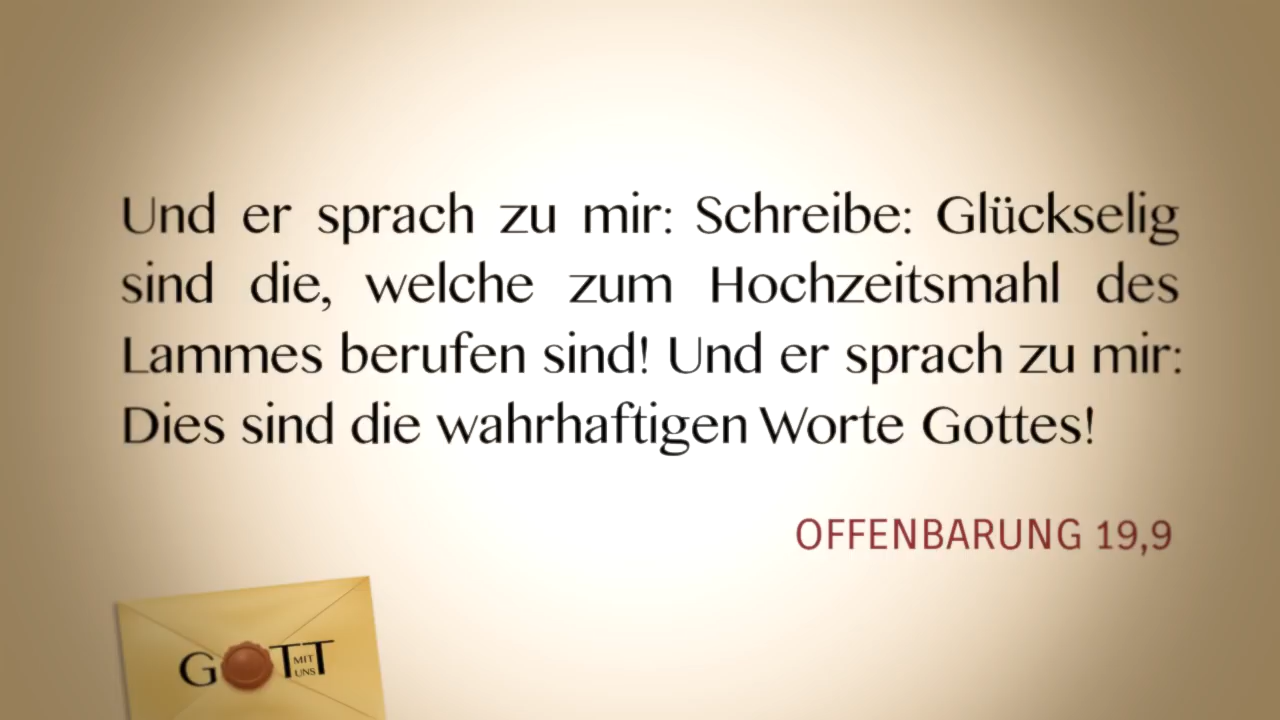 Und er sprach zu mir: Schreibe: Glückselig
sind die, welche zum Hochzeitsmahl des
Lammes berufen sind! Und er sprach zu mir:
Dies sind die wahrhaftigen Worte Gottes!
OFFENBARUNG 19,9
GOTT
MIT
UNS